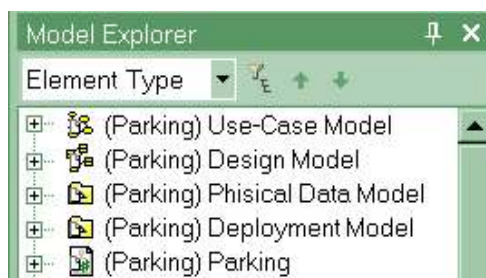 Model Explorer
Element Type
(Parking) Use-Case Model
(Parking) Design Model
(Parking) Phisical Data Model
(Parking) Deployment Model
(Parking) Parking